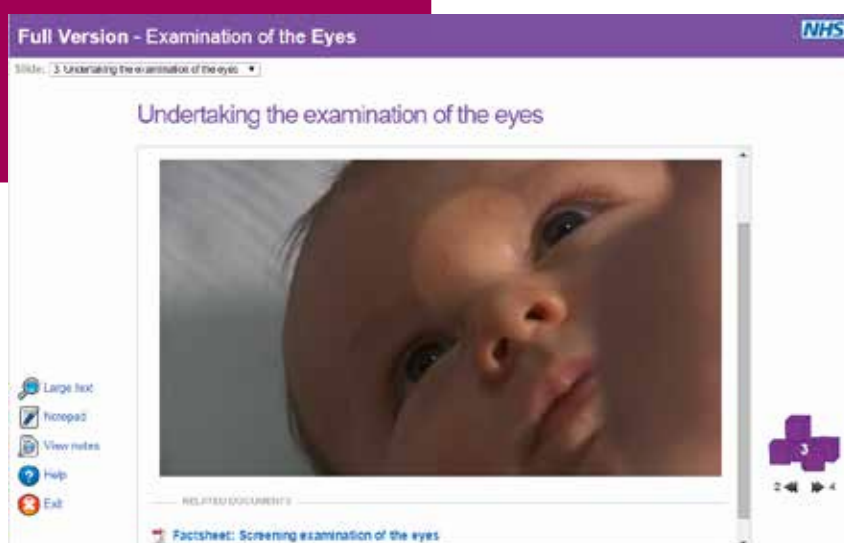 Full Version - Examination of the Eyes
NHS
Slide: 3. Undertaking the examination of the eyes
Undertaking the examination of the eyes
Large text
Notepad
View notes
Help
Exit
3
2 4
RELATED DOCUMENTS
Factsheet: Screening examination of the eyes